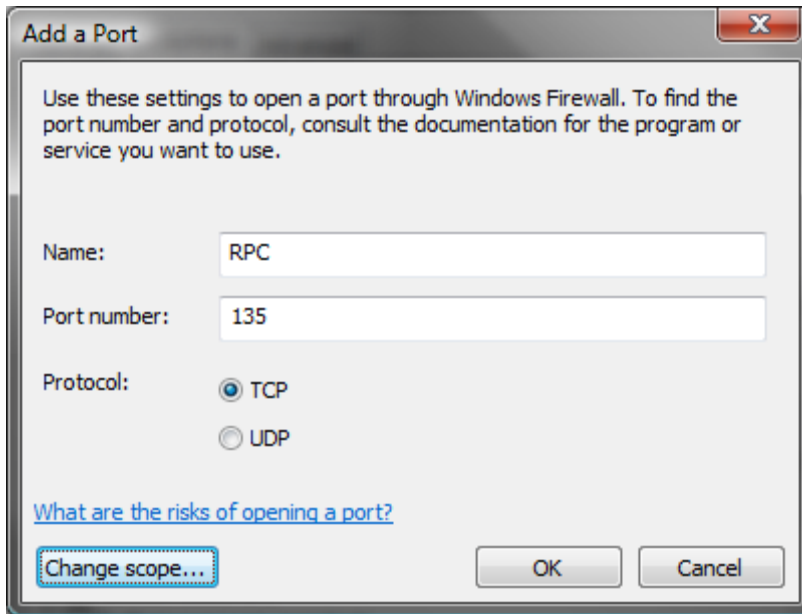 Add a Port
Use these settings to open a port through Windows Firewall. To find the
port number and protocol, consult the documentation for the program or
service you want to use.
Name: RPC
Port number: 135
Protocol: TCP
UDP
What are the risks of opening a port?
Change scope... OK Cancel